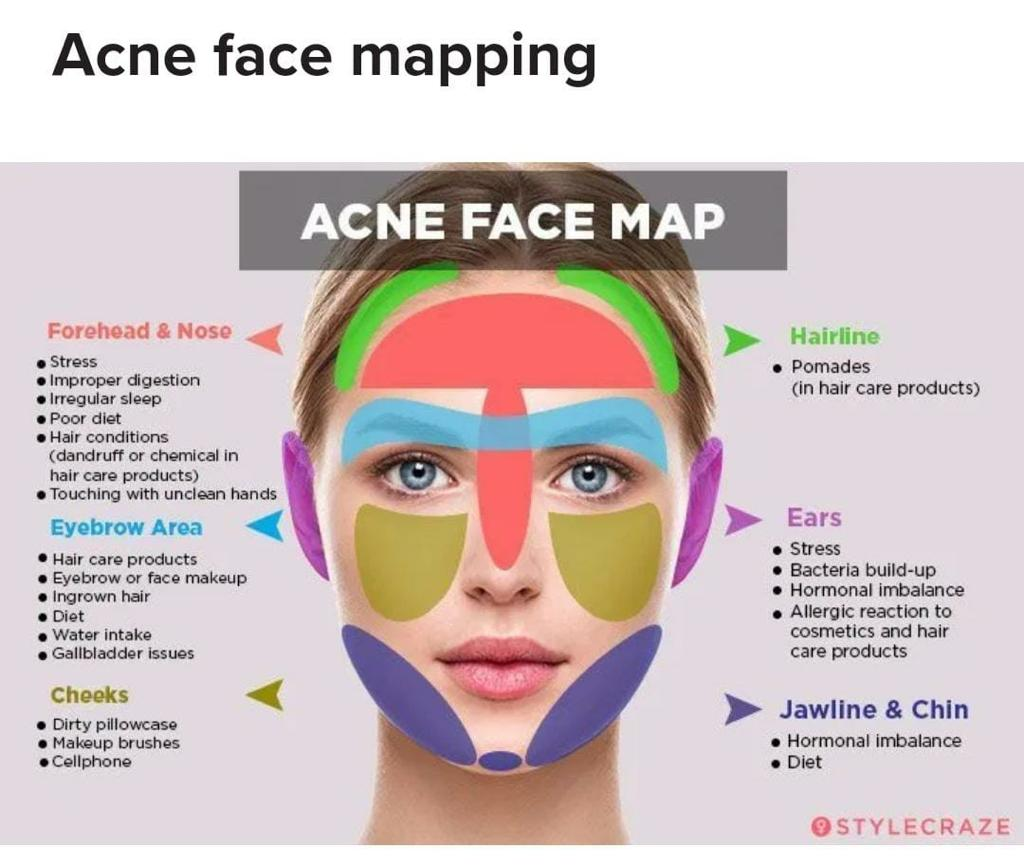 Acne face mapping
ACNE FACE MAP
Forehead & Nose
• Stress
• Improper digestion
• Irregular sleep
• Poor diet
• Hair conditions
(dandruff or chemical in
hair care products)
• Touching with unclean hands
Eyebrow Area
• Hair care products
• Eyebrow or face makeup
• Ingrown hair
• Diet
• Water intake
• Gallbladder issues
Cheeks
• Dirty pillowcase
• Makeup brushes
• Cellphone
Hairline
• Pomades
(in hair care products)
Ears
• Stress
• Bacteria build-up
• Hormonal imbalance
• Allergic reaction to
cosmetics and hair
care products
Jawline & Chin
• Hormonal imbalance
• Diet
STYLECRAZE